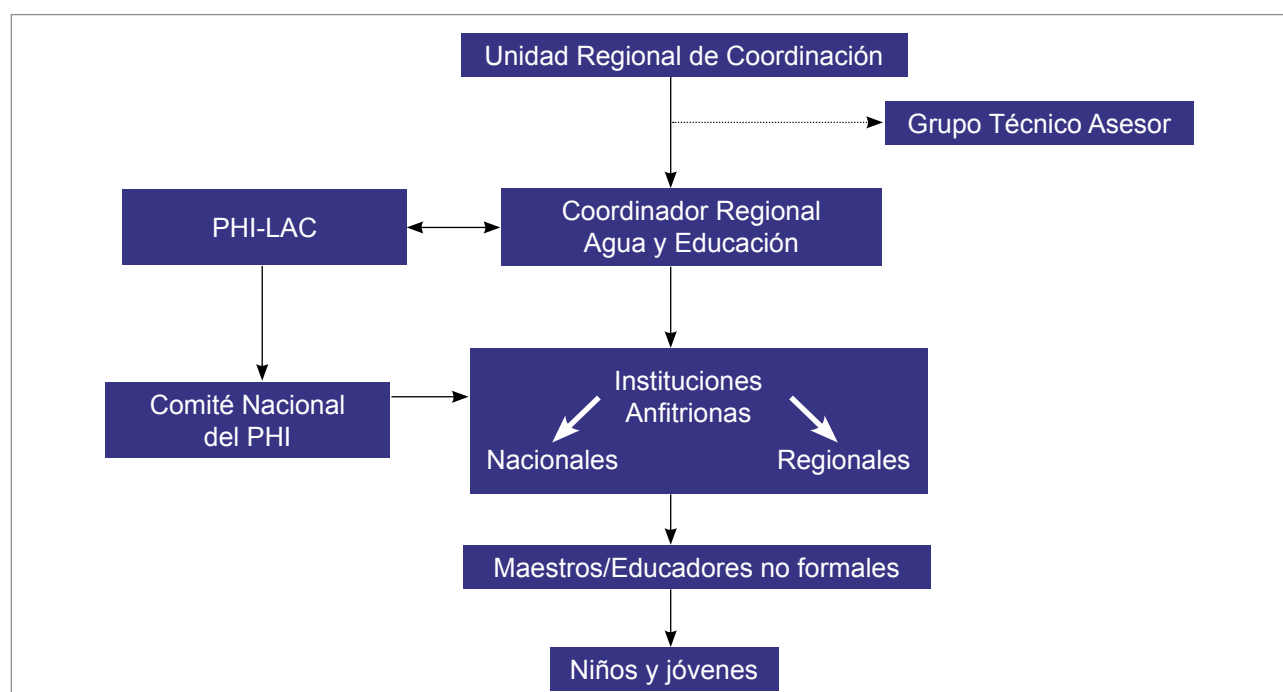 Unidad Regional de Coordinación
Grupo Técnico Asesor
PHI-LAC
Coordinador Regional
Agua y Educación
Comité Nacional
del PHI
Instituciones
Anfitrionas
Nacionales
Regionales
Maestros/Educadores no formales
Niños y jóvenes